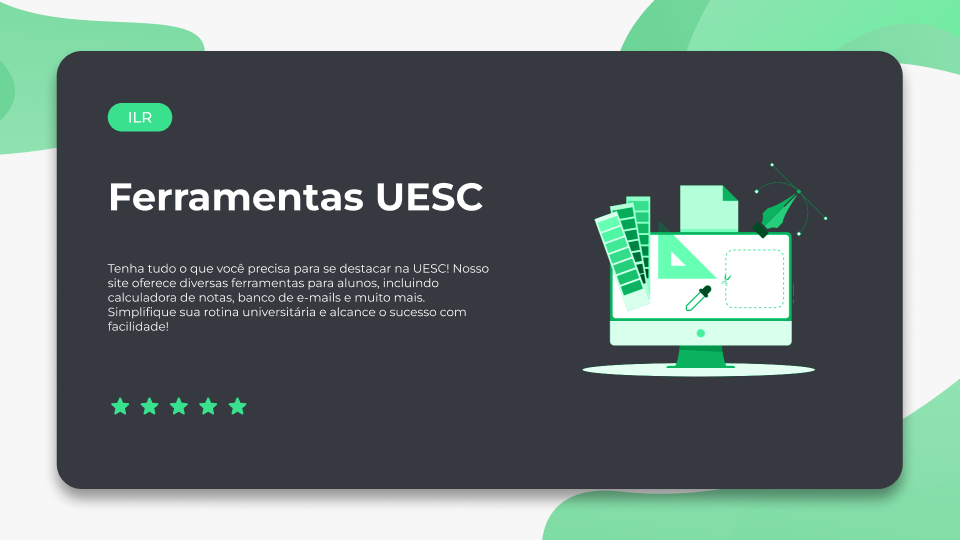 ILR
Ferramentas UESC
Tenha tudo o que você precisa para se destacar na UESC! Nosso
site oferece diversas ferramentas para alunos, incluindo
calculadora de notas, banco de e-mails e muito mais.
Simplifique sua rotina universitária e alcance o sucesso com
facilidade!